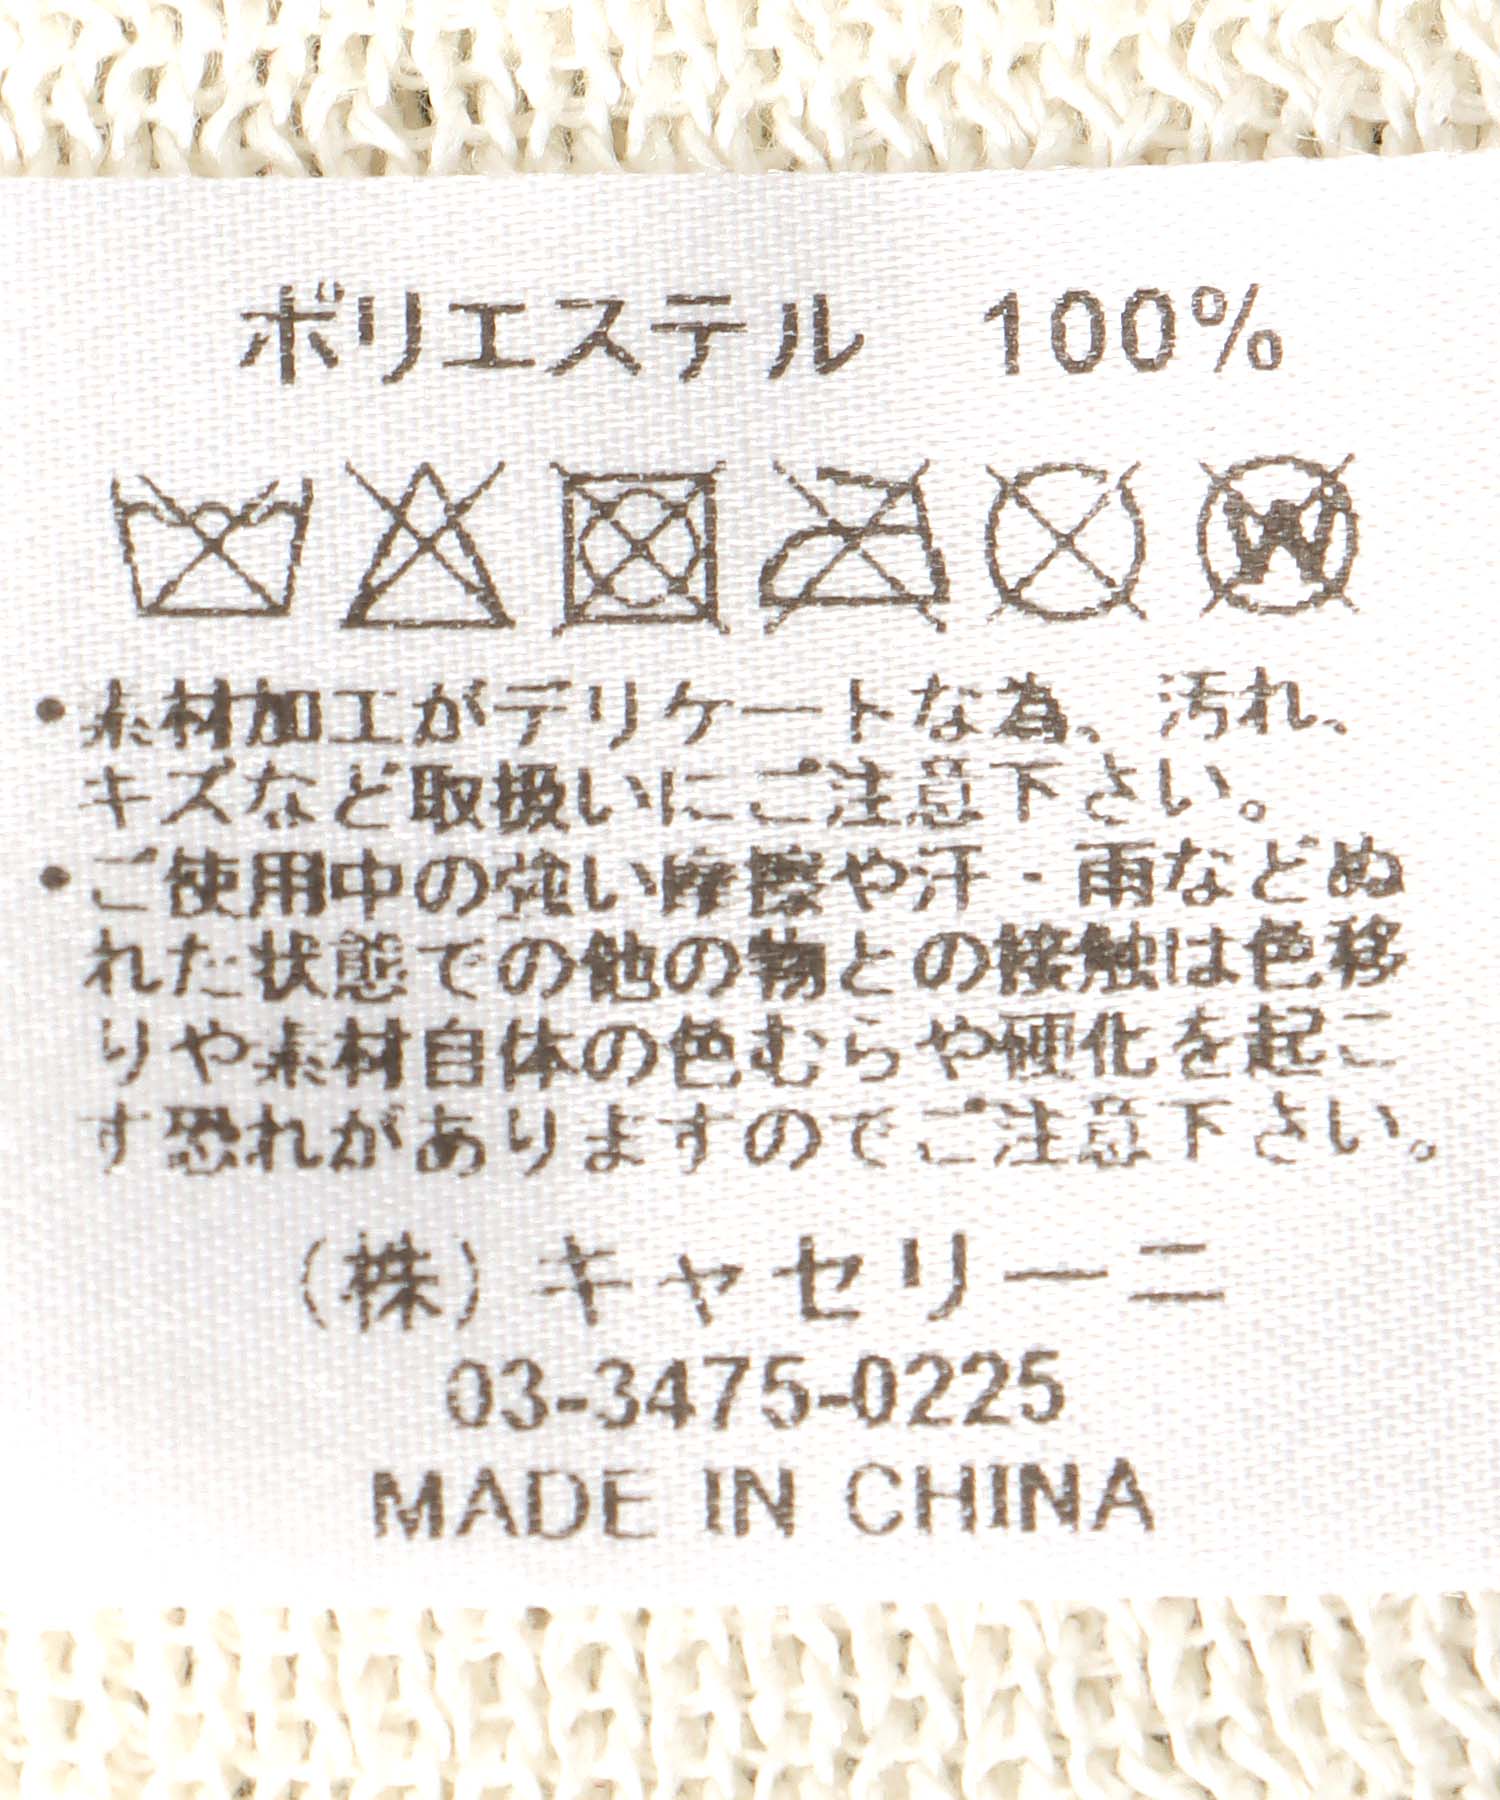 ポリエステル 100%
W
・素材加工がデリケートな為、汚れ、
キズなど取扱いにご注意下さい。
・ご使用中の強い摩擦や汗・雨などぬ
れた状態での他の物との接触は色移
りや素材自体の色むらや硬化を起こ
す恐れがありますのでご注意下さい。
(株)キャセリーニ
03-3475-0225
MADE IN CHINA